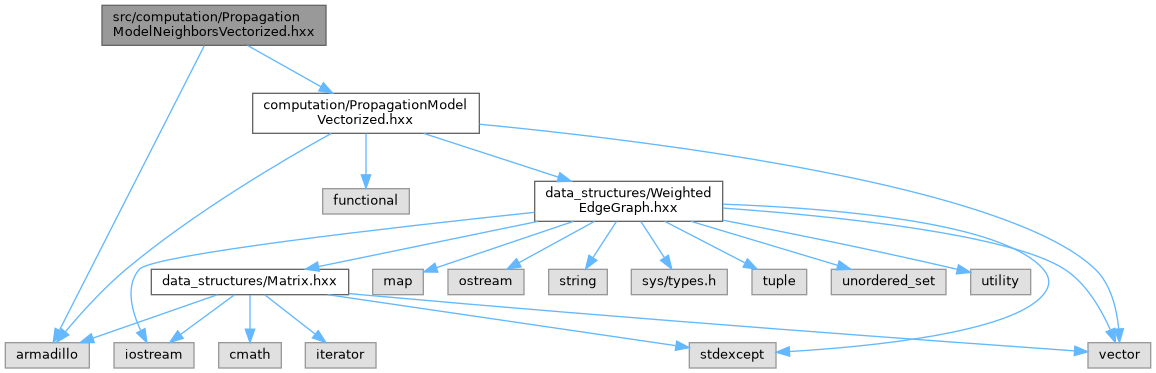 src/computation/Propagation
ModelNeighborsVectorized.hxx
computation/PropagationModel
Vectorized.hxx
functional
data_structures/Weighted
EdgeGraph.hxx
data_structures/Matrix.hxx
map
ostream
string
sys/types.h
tuple
unordered_set
utility
armadillo
iostream
cmath
iterator
stdexcept
vector